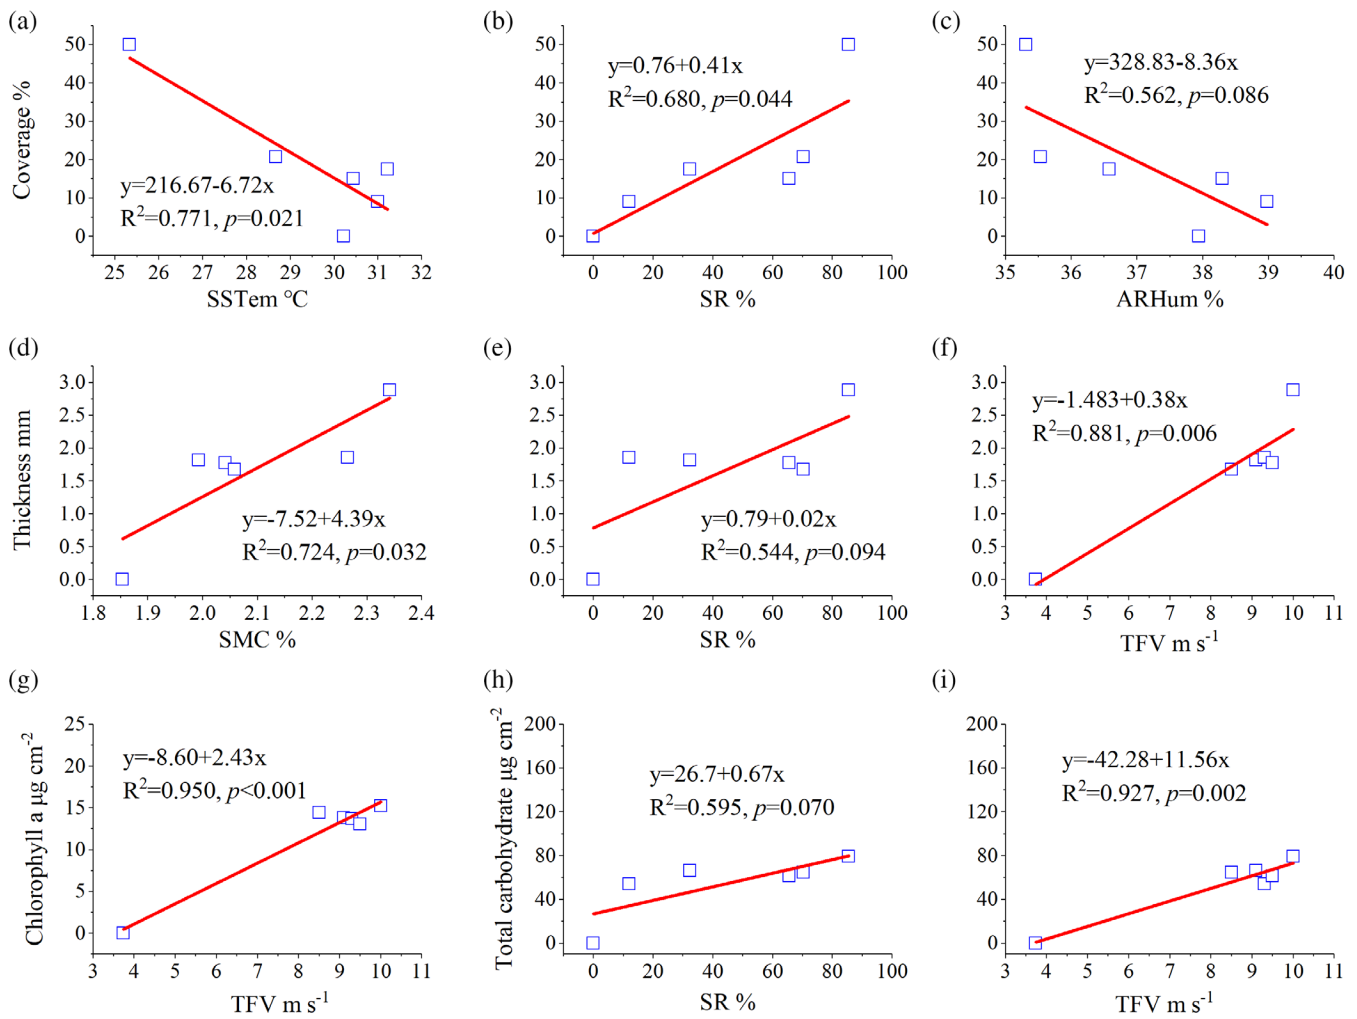 (a)
50
40
30
20
10
0
Coverage %
y=216.67-6.72x
R²=0.771, p=0.021
25 26 27 28 29 30 31 32
SSTem °C
(b)
50
40
30
20
10
0
y=0.76+0.41x
R²=0.680, p=0.044
0 20 40 60 80 100
SR %
(c)
50
40
30
20
10
0
y=328.83-8.36x
R²=0.562, p=0.086
35 36 37 38 39 40
ARHum %
(d)
3.0
2.5
2.0
1.5
1.0
0.5
0.0
Thickness mm
y=-7.52+4.39x
R²=0.724, p=0.032
1.8 1.9 2.0 2.1 2.2 2.3 2.4
SMC %
(e)
3.0
2.5
2.0
1.5
1.0
0.5
0.0
y=0.79+0.02x
R²=0.544, p=0.094
0 20 40 60 80 100
SR %
(f)
3.0
2.5
2.0
1.5
1.0
0.5
0.0
y=-1.483+0.38x
R²=0.881, p=0.006
3 4 5 6 7 8 9 10 11
TFV m s⁻¹
(g)
25
20
15
10
5
0
Chlorophyll a µg cm⁻²
y=-8.60+2.43x
R²=0.950, p<0.001
3 4 5 6 7 8 9 10 11
TFV m s⁻¹
(h)
200
160
120
80
40
0
Total carbohydrate µg cm⁻²
y=26.7+0.67x
R²=0.595, p=0.070
0 20 40 60 80 100
SR %
(i)
200
160
120
80
40
0
y=-42.28+11.56x
R²=0.927, p=0.002
3 4 5 6 7 8 9 10 11
TFV m s⁻¹